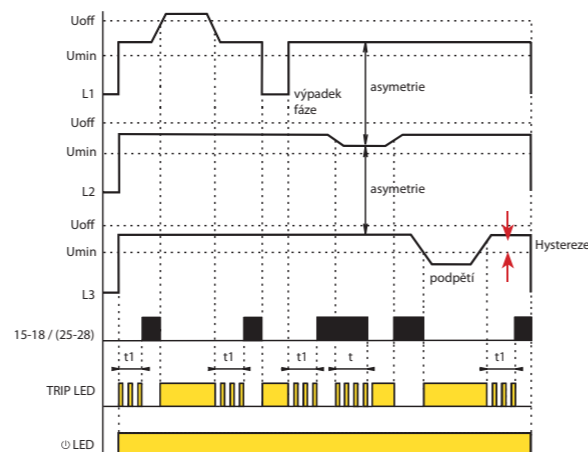 Uoff
Umin
L1
výpadek
fáze
asymetrie
Uoff
Umin
L2
asymetrie
Uoff
Umin
Hystereze
podpětí
L3
15-18 / (25-28)
t1
t1
t1
t
t1
TRIP LED
LED